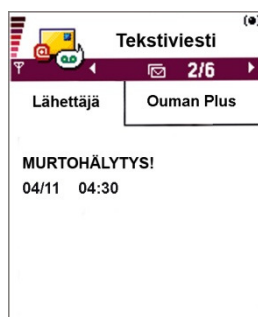 Tekstiviesti
2/6
Lähettäjä Ouman Plus
MURTOHÄLYTYS!
04/11 04:30